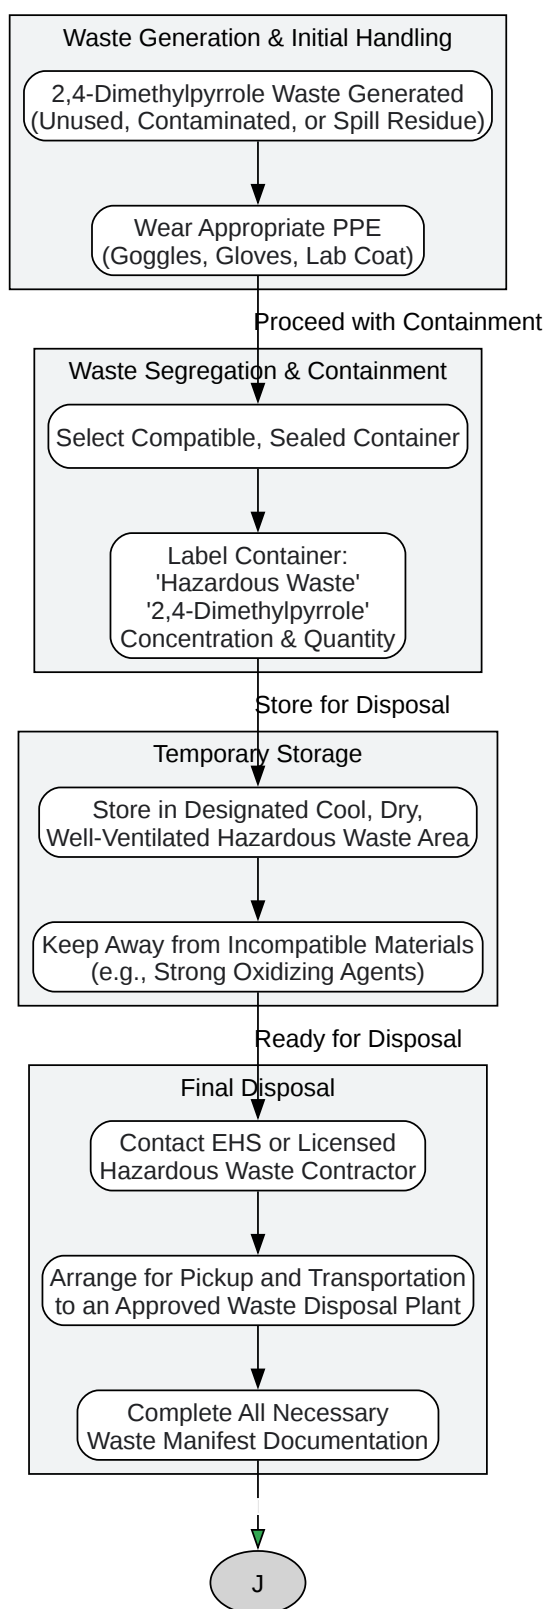 Waste Generation & Initial Handling
2,4-Dimethylpyrrole Waste Generated
(Unused, Contaminated, or Spill Residue)
Wear Appropriate PPE
(Goggles, Gloves, Lab Coat)
Proceed with Containment
Waste Segregation & Containment
Select Compatible, Sealed Container
Label Container:
'Hazardous Waste'
'2,4-Dimethylpyrrole'
Concentration & Quantity
Store for Disposal
Temporary Storage
Store in Designated Cool, Dry,
Well-Ventilated Hazardous Waste Area
Keep Away from Incompatible Materials
(e.g., Strong Oxidizing Agents)
Ready for Disposal
Final Disposal
Contact EHS or Licensed
Hazardous Waste Contractor
Arrange for Pickup and Transportation
to an Approved Waste Disposal Plant
Complete All Necessary
Waste Manifest Documentation
J